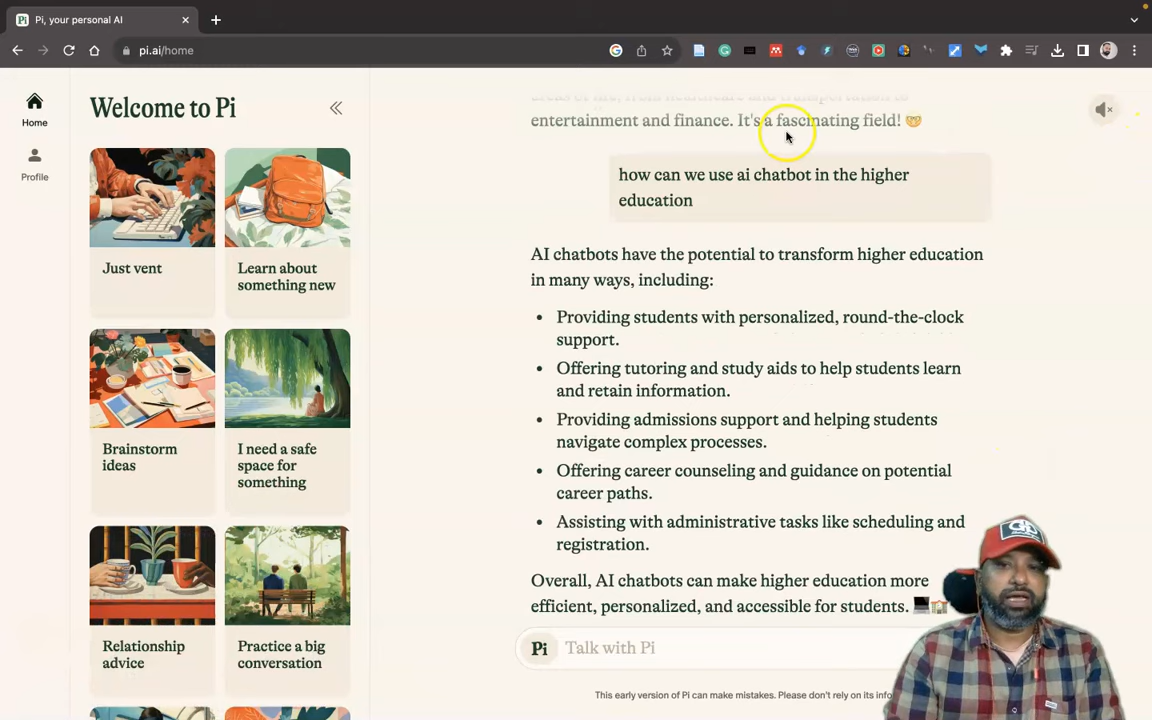 Pi, your personal AI
pi.ai/home
Home
Profile
Welcome to Pi
Just vent
Learn about
something new
Brainstorm
ideas
I need a safe
space for
something
Relationship
advice
Practice a big
conversation
entertainment and finance. It's a fascinating field! 🤓
how can we use ai chatbot in the higher
education
AI chatbots have the potential to transform higher education
in many ways, including:
• Providing students with personalized, round-the-clock
support.
• Offering tutoring and study aids to help students learn
and retain information.
• Providing admissions support and helping students
navigate complex processes.
• Offering career counseling and guidance on potential
career paths.
• Assisting with administrative tasks like scheduling and
registration.
Overall, AI chatbots can make higher education more
efficient, personalized, and accessible for students. 💻🏫
Pi Talk with Pi
This early version of Pi can make mistakes. Please don't rely on its